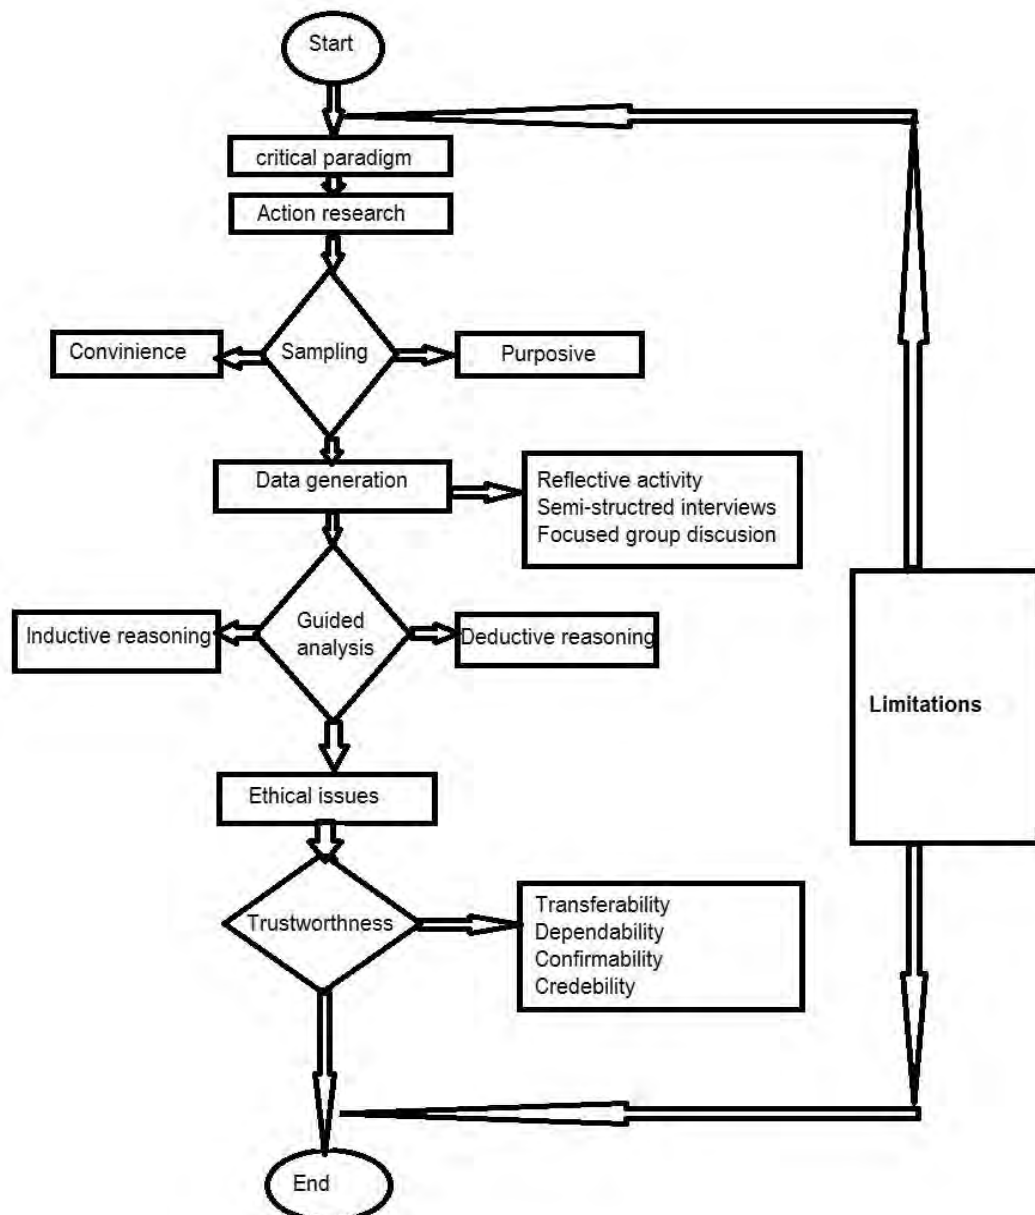 Start
critical paradigm
Action research
Convinience
Sampling
Purposive
Data generation
Reflective activity
Semi-structred interviews
Focused group discusion
Inductive reasoning
Guided
analysis
Deductive reasoning
Limitations
Ethical issues
Trustworthness
Transferability
Dependability
Confirmability
Credebility
End